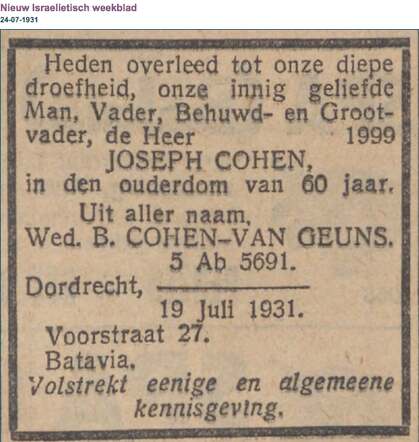 Nieuw Israelietisch weekblad
24-07-1931
Heden overleed tot onze diepe
droefheid, onze innig geliefde
Man, Vader, Behuwd- en Groot-
vader, de Heer 1999
JOSEPH COHEN,
in den ouderdom van 60 jaar.
Uit aller naam,
Wed. B. COHEN–VAN GEUNS.
5 Ab 5691.
Dordrecht,
19 Juli 1931.
Voorstraat 27.
Batavia.
Volstrekt eenige en algemeene
kennisgeving.